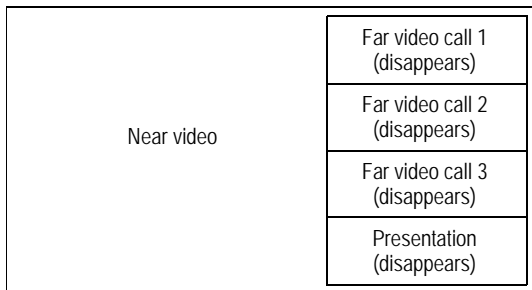 Near video
Far video call 1
(disappears)
Far video call 2
(disappears)
Far video call 3
(disappears)
Presentation
(disappears)